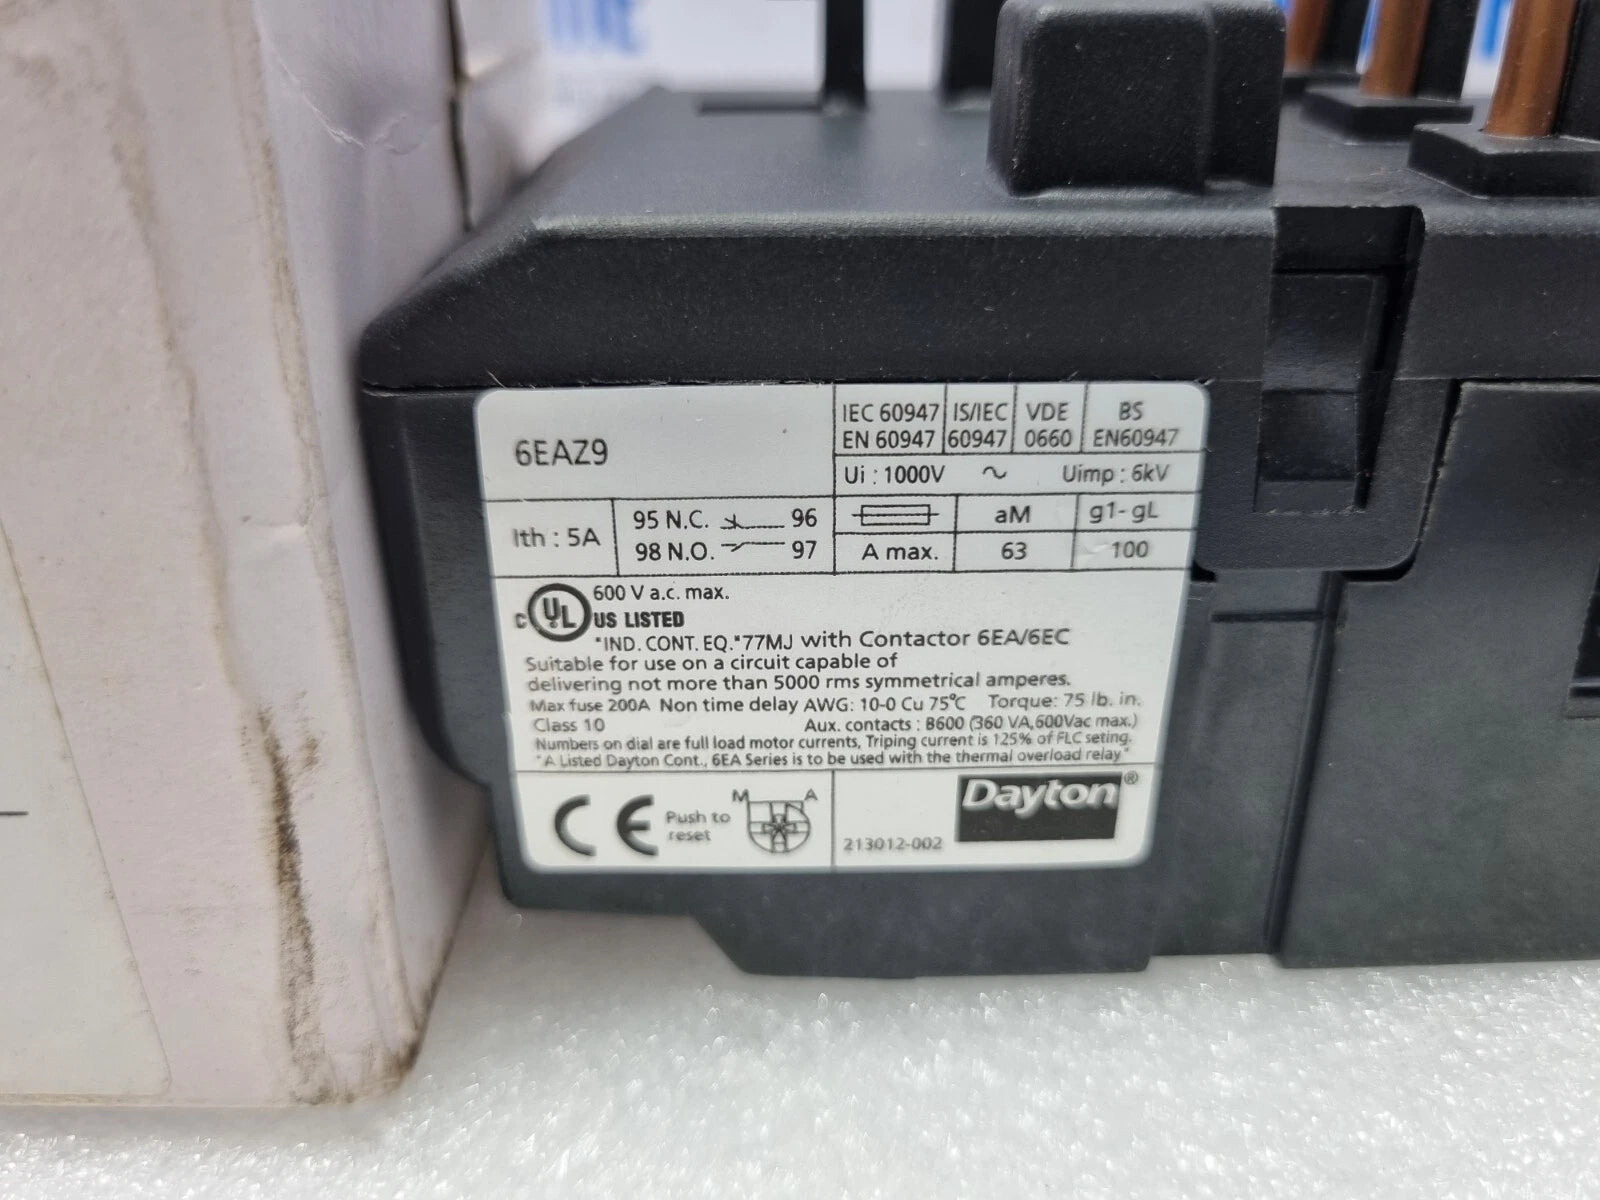 6EAZ9
IEC 60947
EN 60947
IS/IEC
60947
VDE
0660
BS
EN60947
Ui : 1000V ~ Uimp : 6kV
Ith : 5A
95 N.C. 96
98 N.O. 97
aM
g1-gL
A max.
63
100
600 V a.c. max.
c UL US LISTED
"IND. CONT. EQ."77MJ with Contactor 6EA/6EC
Suitable for use on a circuit capable of
delivering not more than 5000 rms symmetrical amperes.
Max fuse 200A Non time delay AWG: 10-0 Cu 75°C Torque: 75 lb. in.
Class 10 Aux. contacts : B600 (360 VA,600Vac max.)
Numbers on dial are full load motor currents, Triping current is 125% of FLC seting.
"A Listed Dayton Cont., 6EA Series is to be used with the thermal overload relay"
CE
Push to
reset
M A
213012-002
Dayton®